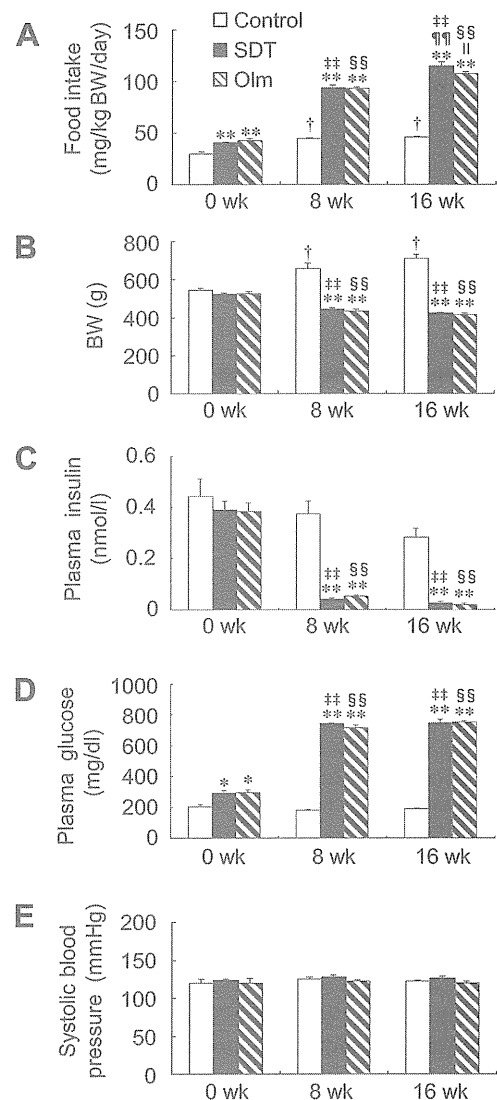 A
Control
SDT
Olm
Food intake
(mg/kg BW/day)
150
100
50
0
** **
†
‡‡ §§
** **
†
‡‡
¶¶ §§
** ||
**
0 wk 8 wk 16 wk
B
BW (g)
800
600
400
200
0
†
‡‡ §§
** **
†
‡‡ §§
** **
0 wk 8 wk 16 wk
C
Plasma insulin
(nmol/l)
0.6
0.4
0.2
0
‡‡ §§
** **
‡‡ §§
** **
0 wk 8 wk 16 wk
D
Plasma glucose
(mg/dl)
1000
800
600
400
200
0
* *
‡‡ §§
** **
‡‡ §§
** **
0 wk 8 wk 16 wk
E
Systolic blood
pressure (mmHg)
200
150
100
50
0
0 wk 8 wk 16 wk